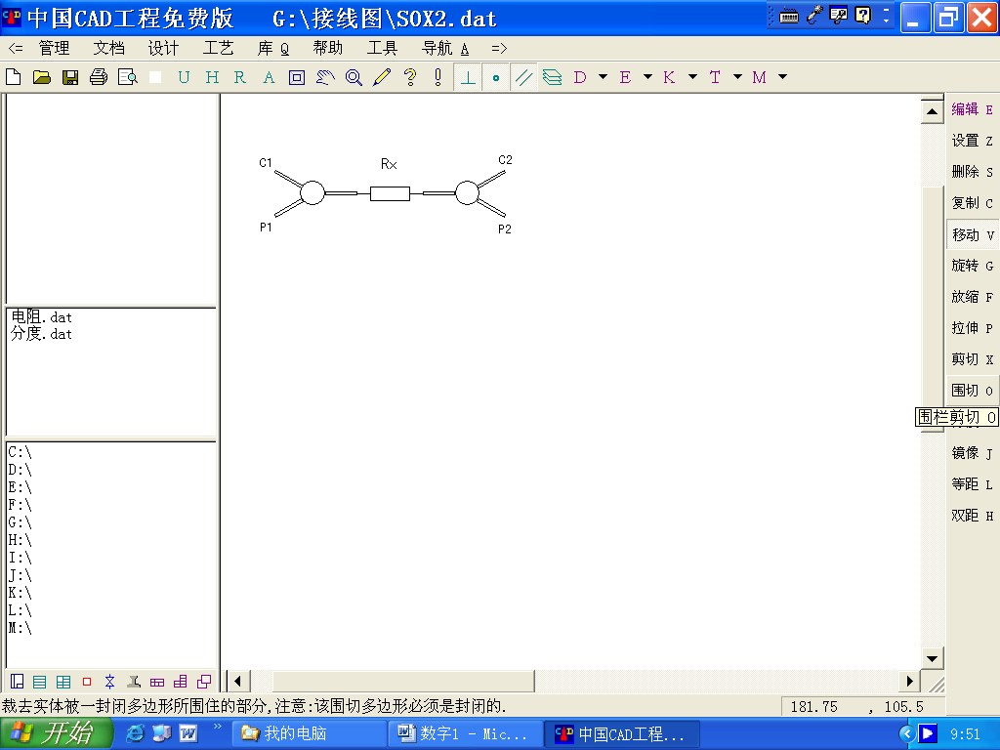 中国CAD工程免费版 G:\接线图\SOX2.dat
<= 管理 文档 设计 工艺 库 Q 帮助 工具 导航 A =>
U H R A D E K T M
编辑 E
设置 Z
删除 S
复制 C
移动 V
旋转 G
放缩 F
拉伸 P
剪切 X
围切 O
围栏剪切 O
镜像 J
等距 L
双距 H
C1 Rx C2
P1 P2
电阻.dat
分度.dat
C:\
D:\
E:\
F:\
G:\
H:\
I:\
J:\
K:\
L:\
M:\
裁去实体被一封闭多边形所围住的部分,注意:该围切多边形必须是封闭的.
181.75 , 105.5
开始 我的电脑 数字1 - Mic... 中国CAD工程... 9:51